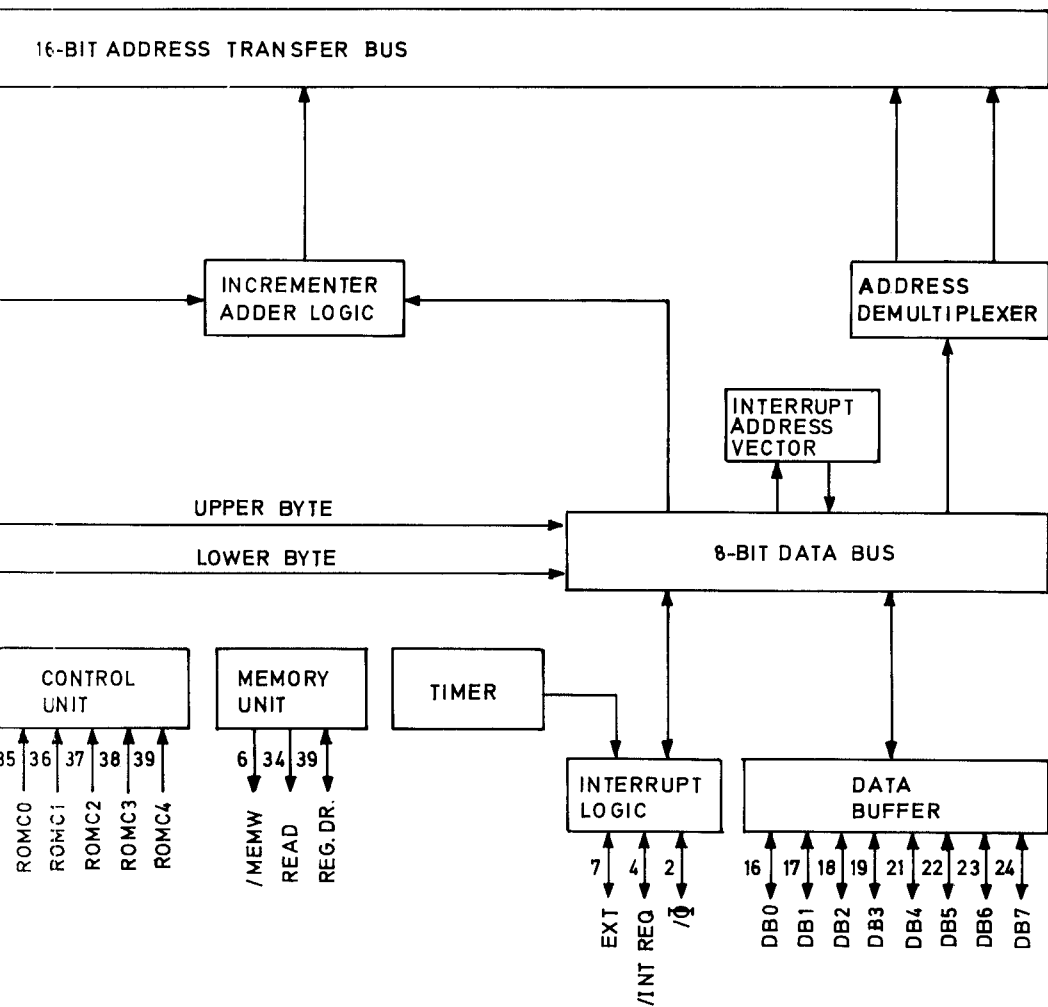 16-BIT ADDRESS TRANSFER BUS
INCREMENTER
ADDER LOGIC
ADDRESS
DEMULTIPLEXER
INTERRUPT
ADDRESS
VECTOR
UPPER BYTE
LOWER BYTE
8-BIT DATA BUS
CONTROL
UNIT
MEMORY
UNIT
TIMER
35 36 37 38 39
ROMC0
ROMC1
ROMC2
ROMC3
ROMC4
6 34 39
/MEMW
READ
REG. DR.
INTERRUPT
LOGIC
DATA
BUFFER
7 4 2
EXT
/INT REQ
/Φ
16 17 18 19 21 22 23 24
DB0
DB1
DB2
DB3
DB4
DB5
DB6
DB7